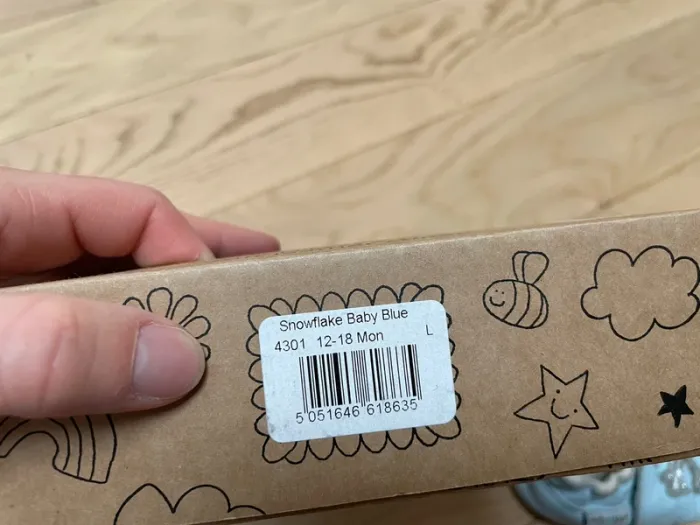 Snowflake Baby Blue
4301 12-18 Mon L
5 051646 618635